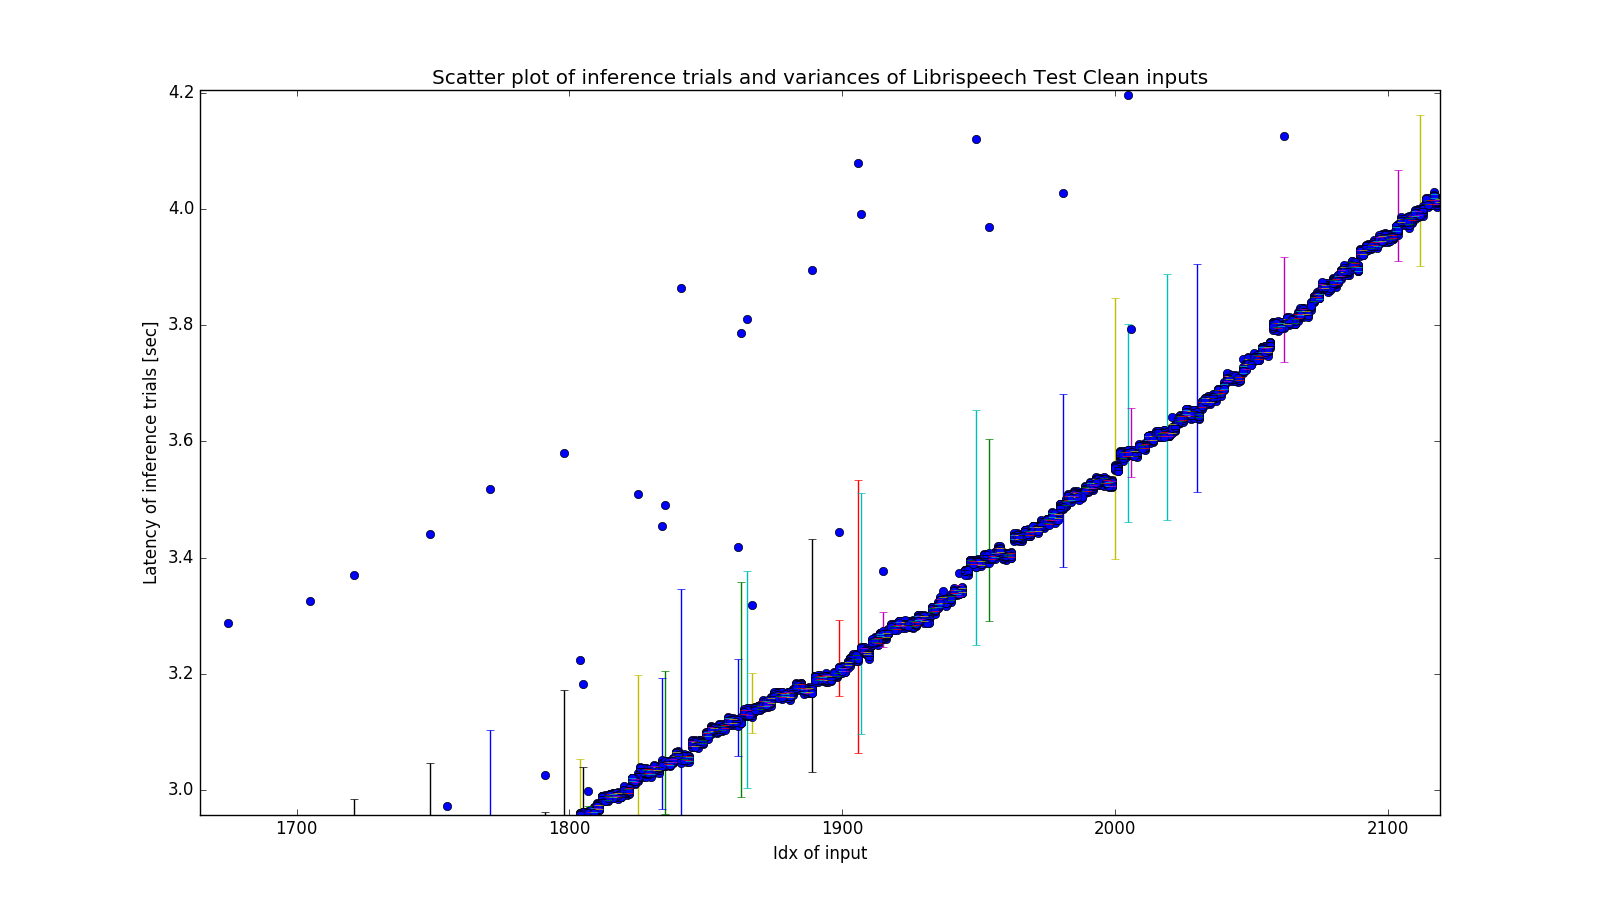 Scatter plot of inference trials and variances of Librispeech Test Clean inputs
Latency of inference trials [sec]
4.2
4.0
3.8
3.6
3.4
3.2
3.0
1700 1800 1900 2000 2100
Idx of input